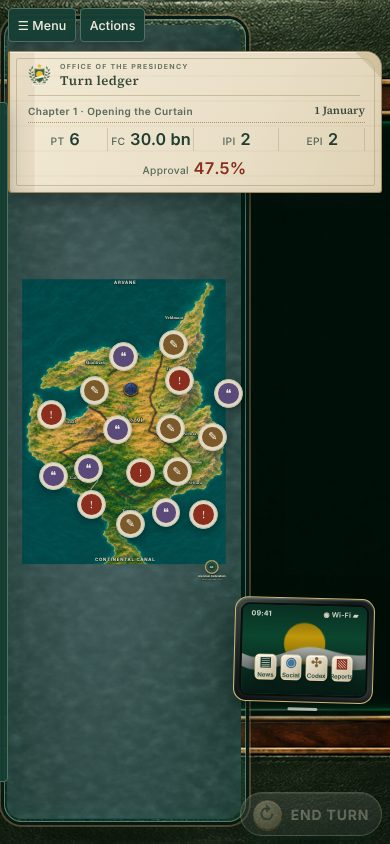 ☰ Menu
Actions
OFFICE OF THE PRESIDENCY
Turn ledger
Chapter 1 · Opening the Curtain
1 January
PT 6
FC 30.0 bn
IPI 2
EPI 2
Approval 47.5%
ARVANE
CONTINENTAL CANAL
09:41
Wi-Fi
News
Social
Codex
Reports
END TURN